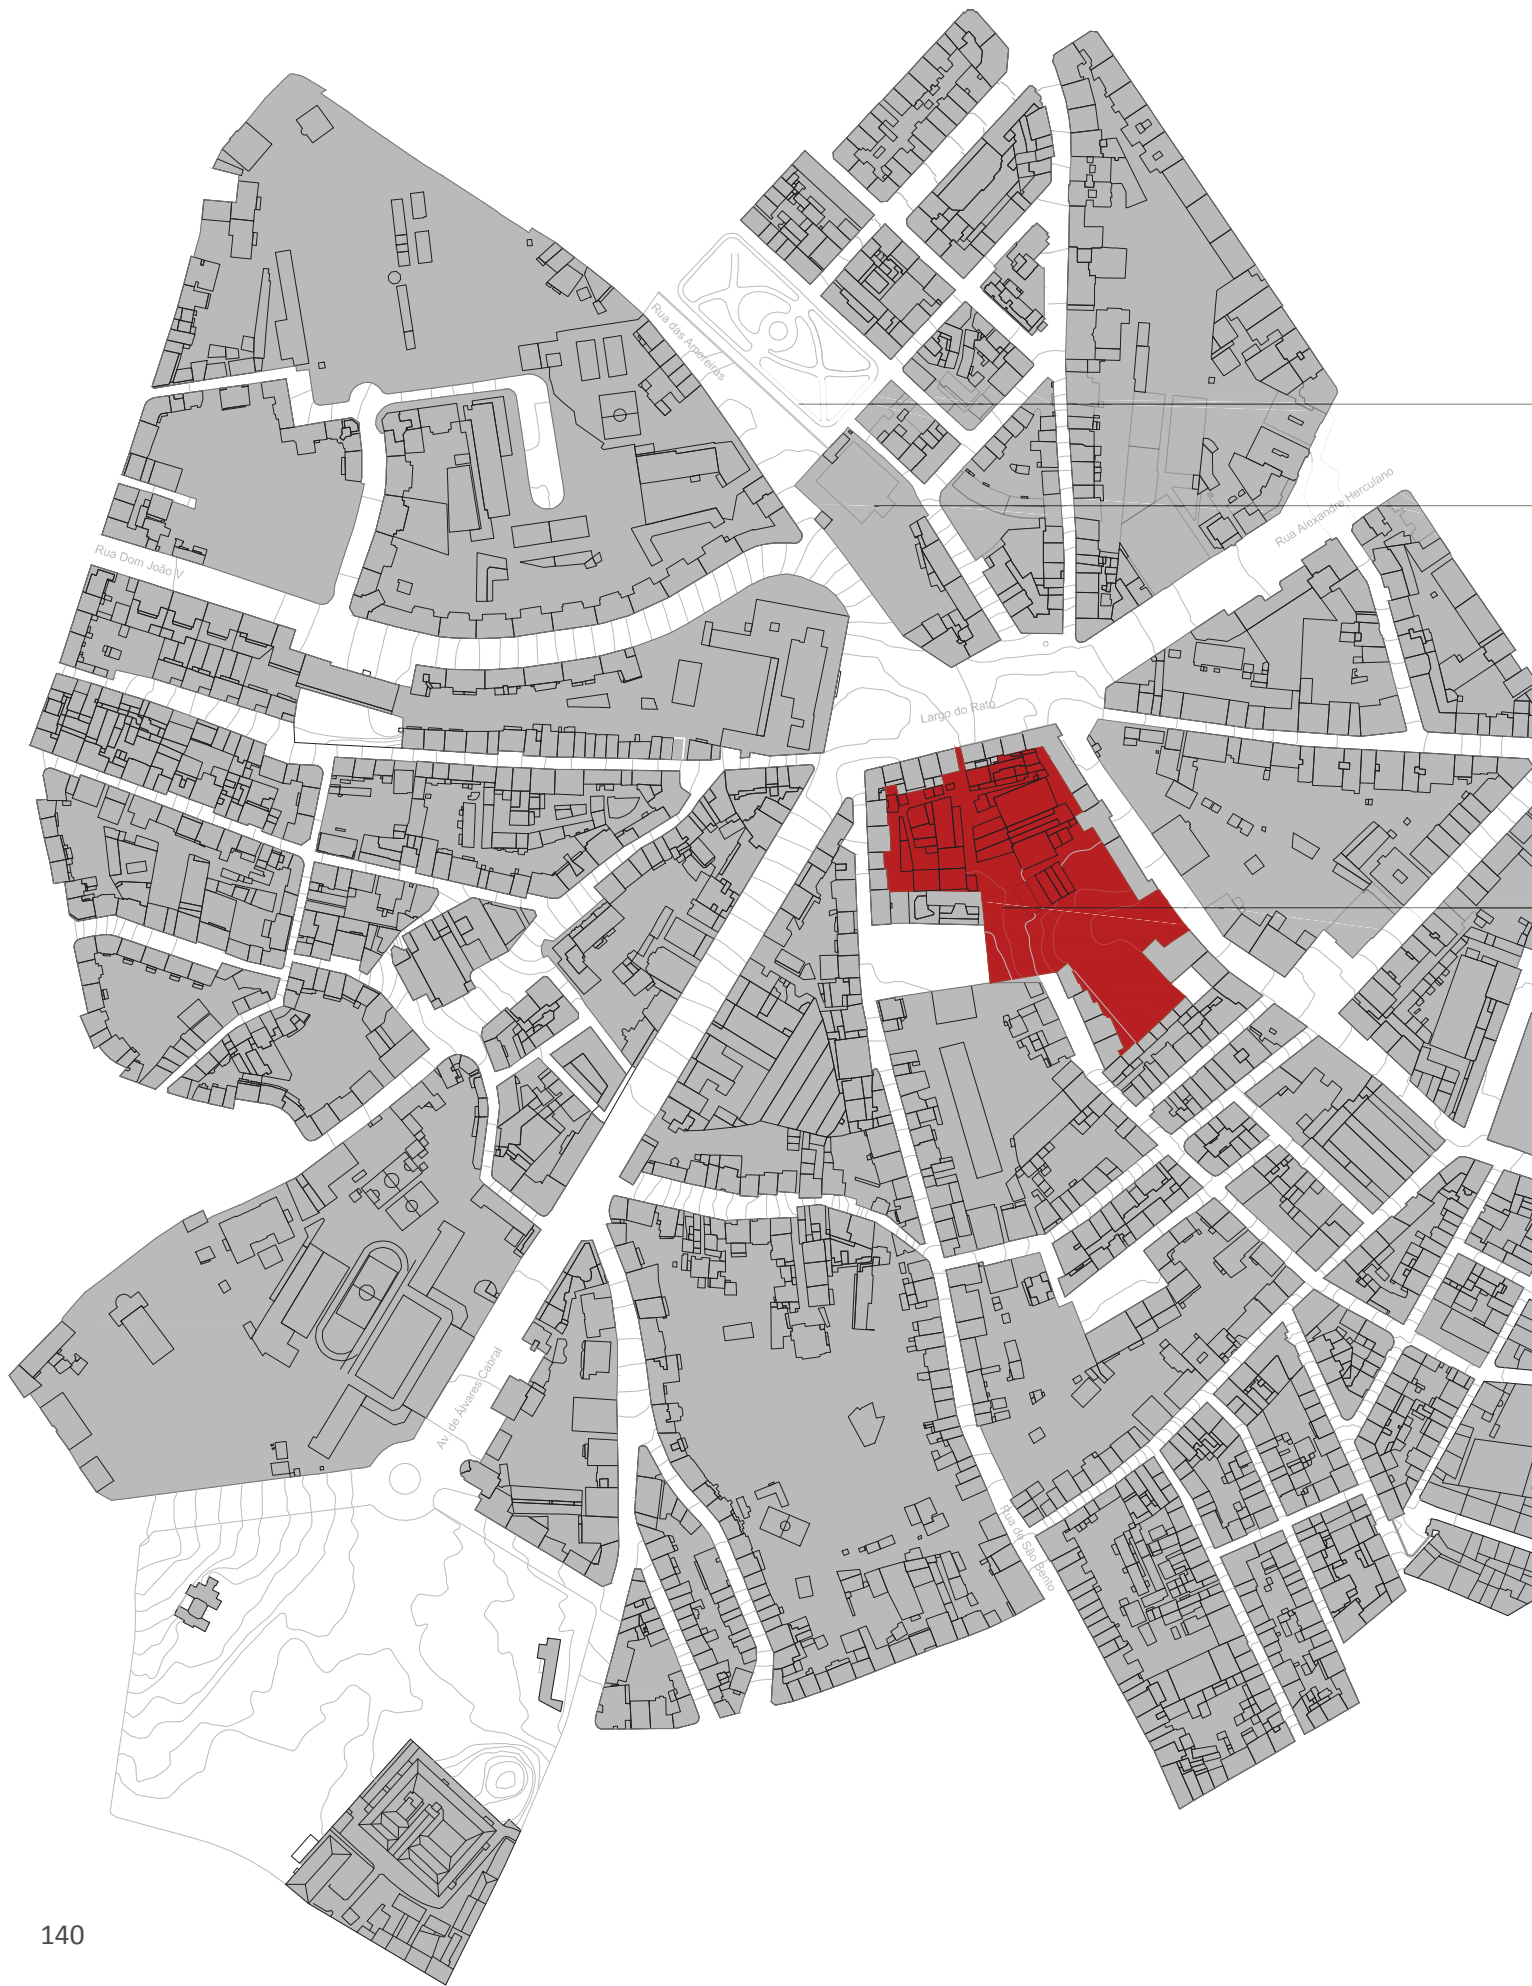 Rua das Amoreiras
Rua Alexandre Herculano
Rua Dom João V
Largo do Rato
Av. de Álvares Cabral
Rua de São Bento
140